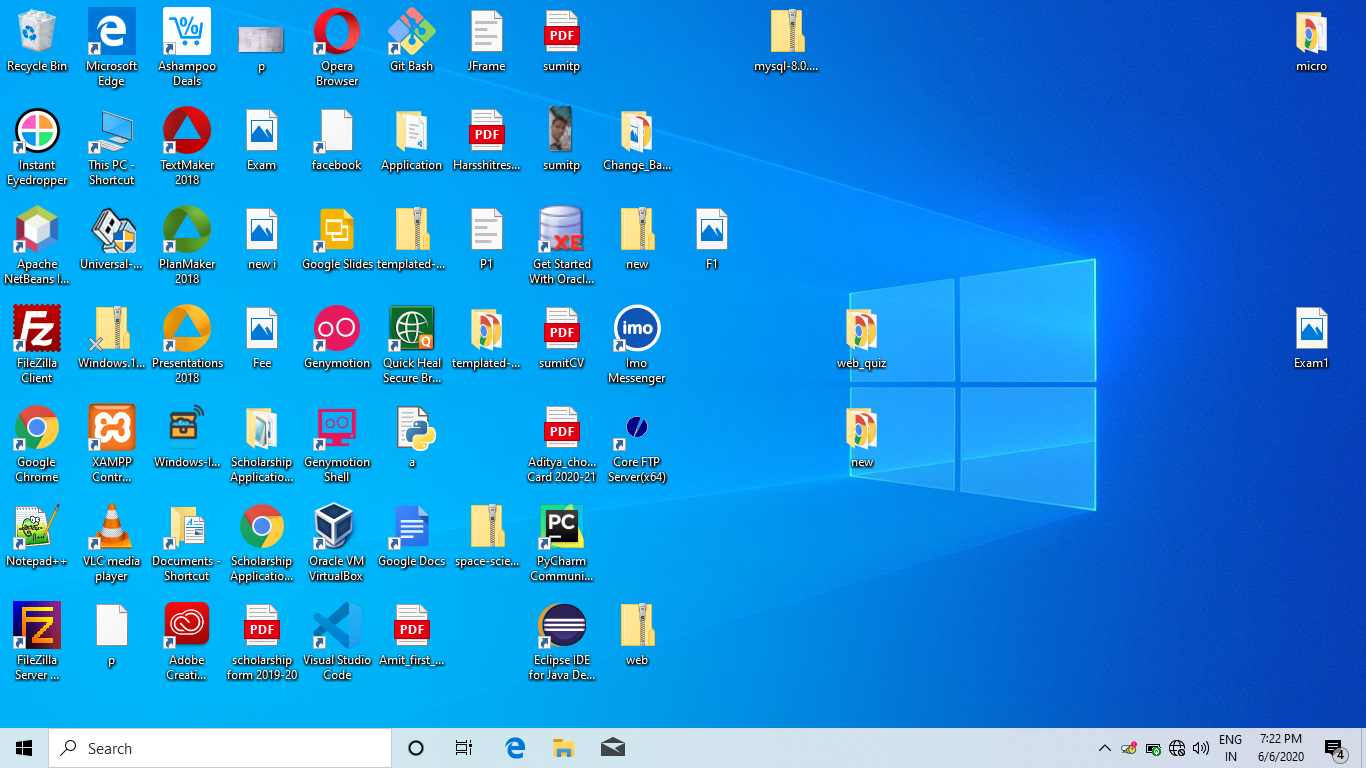 Recycle Bin
Microsoft
Edge
Ashampoo
Deals
p
Opera
Browser
Git Bash
JFrame
PDF
sumitp
mysql-8.0....
micro
Instant
Eyedropper
This PC -
Shortcut
TextMaker
2018
Exam
facebook
Application
PDF
Harsshitres...
sumitp
Change_Ba...
Apache
NetBeans I...
Universal-...
PlanMaker
2018
new i
Google Slides
templated-...
P1
XE
Get Started
With Oracl...
new
F1
Fz
FileZilla
Client
Windows.1...
Presentations
2018
Fee
Genymotion
Q
Quick Heal
Secure Br...
templated-...
PDF
sumitCV
imo
Imo
Messenger
web_quiz
Exam1
Google
Chrome
XAMPP
Contr...
Windows-I...
Scholarship
Applicatio...
Genymotion
Shell
a
PDF
Aditya_cho...
Card 2020-21
Core FTP
Server(x64)
new
Notepad++
VLC media
player
Documents -
Shortcut
Scholarship
Applicatio...
Oracle VM
VirtualBox
Google Docs
space-scie...
PC
PyCharm
Communi...
Fz
FileZilla
Server ...
p
Adobe
Creati...
PDF
scholarship
form 2019-20
Visual Studio
Code
PDF
Amit_first_...
Eclipse IDE
for Java De...
web
Search
ENG
IN
7:22 PM
6/6/2020
4